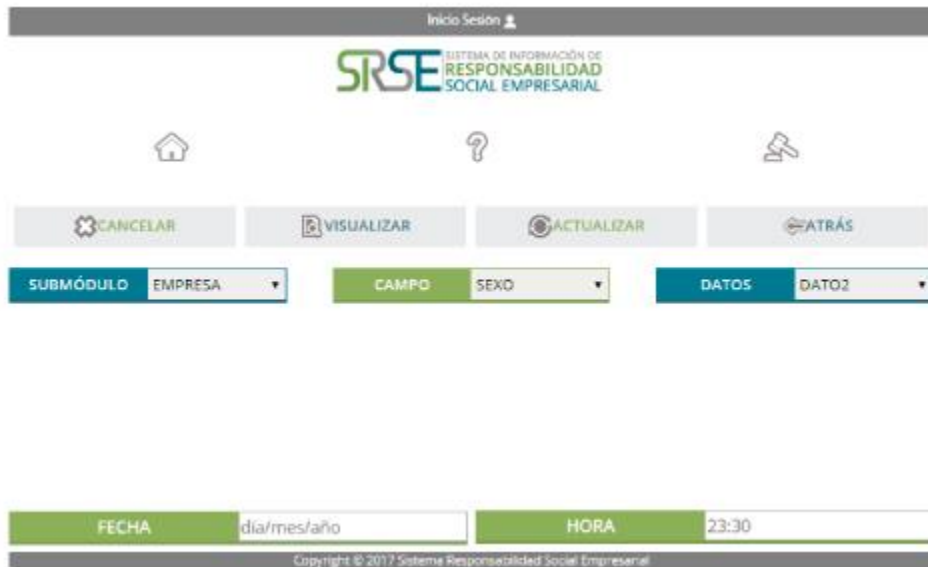 Inicio Sesión
SRSE SISTEMA DE INFORMACIÓN DE
RESPONSABILIDAD
SOCIAL EMPRESARIAL
CANCELAR VISUALIZAR ACTUALIZAR ATRÁS
SUBMÓDULO EMPRESA CAMPO SEXO DATOS DATO2
FECHA día/mes/año HORA 23:30
Copyright © 2017 Sistema Responsabilidad Social Empresarial